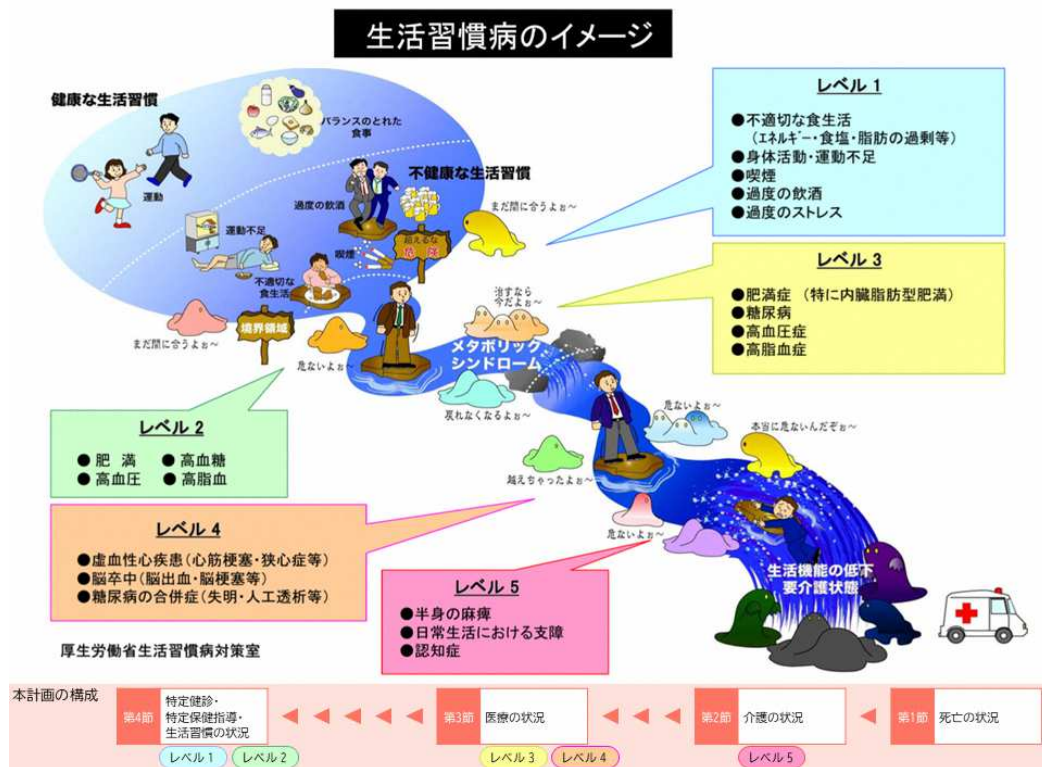 生活習慣病のイメージ
健康な生活習慣
バランスのとれた
食事
運動
不健康な生活習慣
過度の飲酒
運動不足
喫煙
超えるな
危険
不適切な
食生活
境界領域
まだ間に合うよぉ～
まだ間に合うよぉ～
危ないよぉ～
治すなら
今だよぉ～
メタボリック
シンドローム
戻れなくなるよぉ～
危ないよぉ～
本当に危ないんだぞぉ～
越えちゃったよぉ～
危ないよぉ～
生活機能の低下
要介護状態
レベル 1
●不適切な食生活
（エネルギー・食塩・脂肪の過剰等）
●身体活動・運動不足
●喫煙
●過度の飲酒
●過度のストレス
レベル 3
●肥満症 （特に内臓脂肪型肥満）
●糖尿病
●高血圧症
●高脂血症
レベル 2
● 肥 満 ● 高血糖
● 高血圧 ● 高脂血
レベル 4
●虚血性心疾患(心筋梗塞・狭心症等)
●脳卒中(脳出血・脳梗塞等)
●糖尿病の合併症(失明・人工透析等)
レベル 5
●半身の麻痺
●日常生活における支障
●認知症
厚生労働省生活習慣病対策室
本計画の構成
第4節
特定健診・
特定保健指導・
生活習慣の状況
第3節 医療の状況
第2節 介護の状況
第1節 死亡の状況
レベル 1 レベル 2 レベル 3 レベル 4 レベル 5